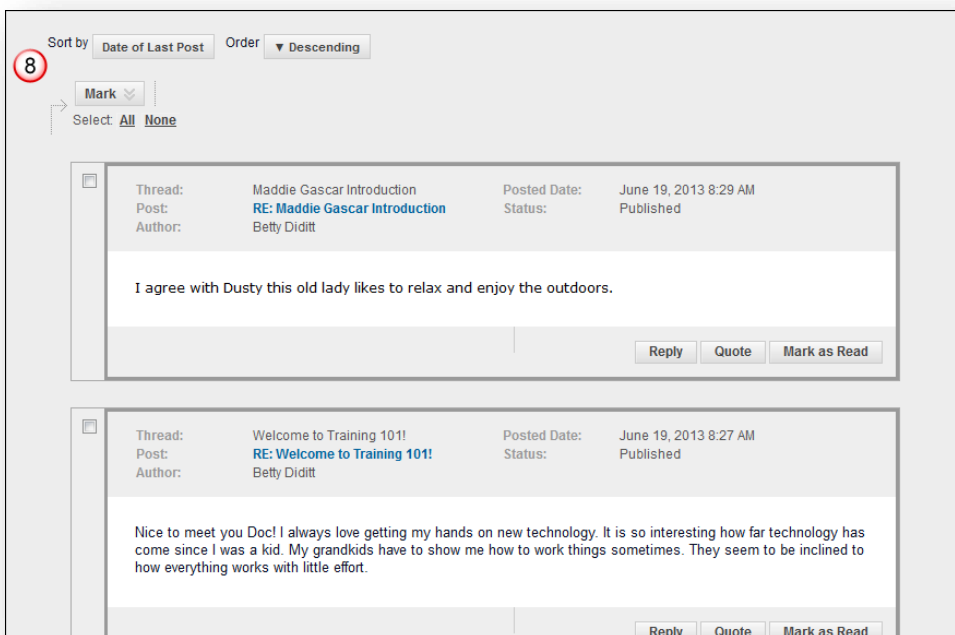 Sort by Date of Last Post Order ▼ Descending
8
Mark
Select: All None
Thread: Maddie Gascar Introduction Posted Date: June 19, 2013 8:29 AM
Post: RE: Maddie Gascar Introduction Status: Published
Author: Betty Diditt
I agree with Dusty this old lady likes to relax and enjoy the outdoors.
Reply Quote Mark as Read
Thread: Welcome to Training 101! Posted Date: June 19, 2013 8:27 AM
Post: RE: Welcome to Training 101! Status: Published
Author: Betty Diditt
Nice to meet you Doc! I always love getting my hands on new technology. It is so interesting how far technology has
come since I was a kid. My grandkids have to show me how to work things sometimes. They seem to be inclined to
how everything works with little effort.
Reply Quote Mark as Read